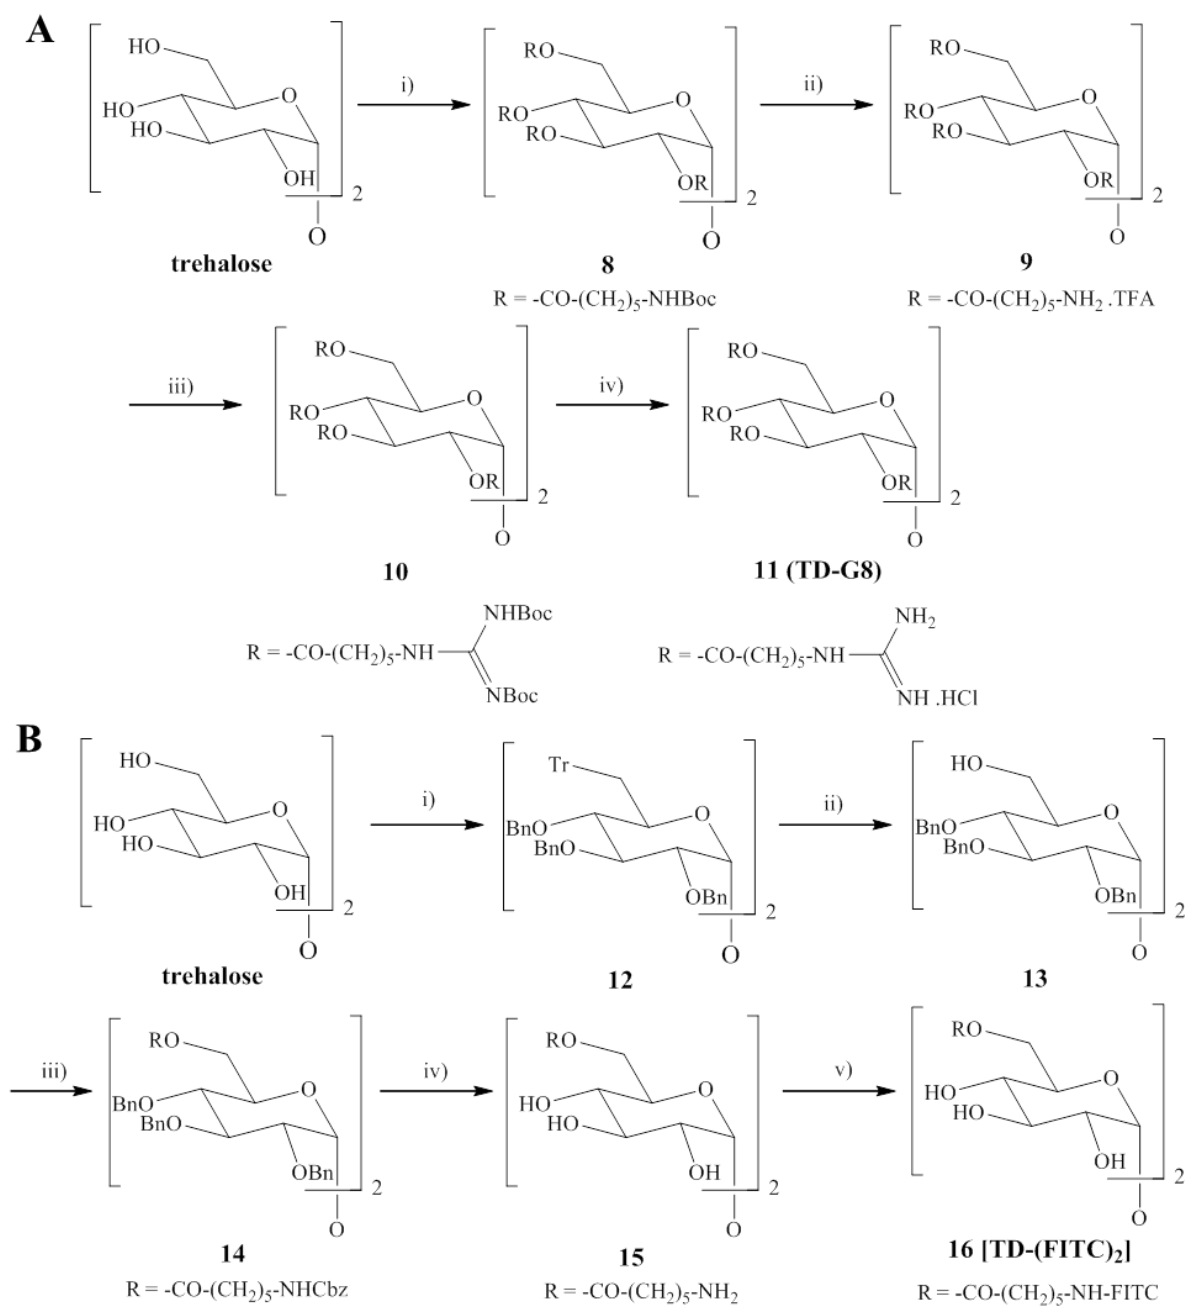 A
HO
HO
HO
O
OH
2
O
trehalose
i)
RO
RO
RO
O
OR
2
O
8
R = -CO-(CH2)5-NHBoc
ii)
RO
RO
RO
O
OR
2
O
9
R = -CO-(CH2)5-NH2 .TFA
iii)
RO
RO
RO
O
OR
2
O
10
NHBoc
R = -CO-(CH2)5-NH
NBoc
iv)
RO
RO
RO
O
OR
2
O
11 (TD-G8)
NH2
R = -CO-(CH2)5-NH
NH .HCl
B
HO
HO
HO
O
OH
2
O
trehalose
i)
Tr
BnO
BnO
O
OBn
2
O
12
ii)
HO
BnO
BnO
O
OBn
2
O
13
iii)
RO
BnO
BnO
O
OBn
2
O
14
R = -CO-(CH2)5-NHCbz
iv)
RO
HO
HO
O
OH
2
O
15
R = -CO-(CH2)5-NH2
v)
RO
HO
HO
O
OH
2
O
16 [TD-(FITC)2]
R = -CO-(CH2)5-NH-FITC